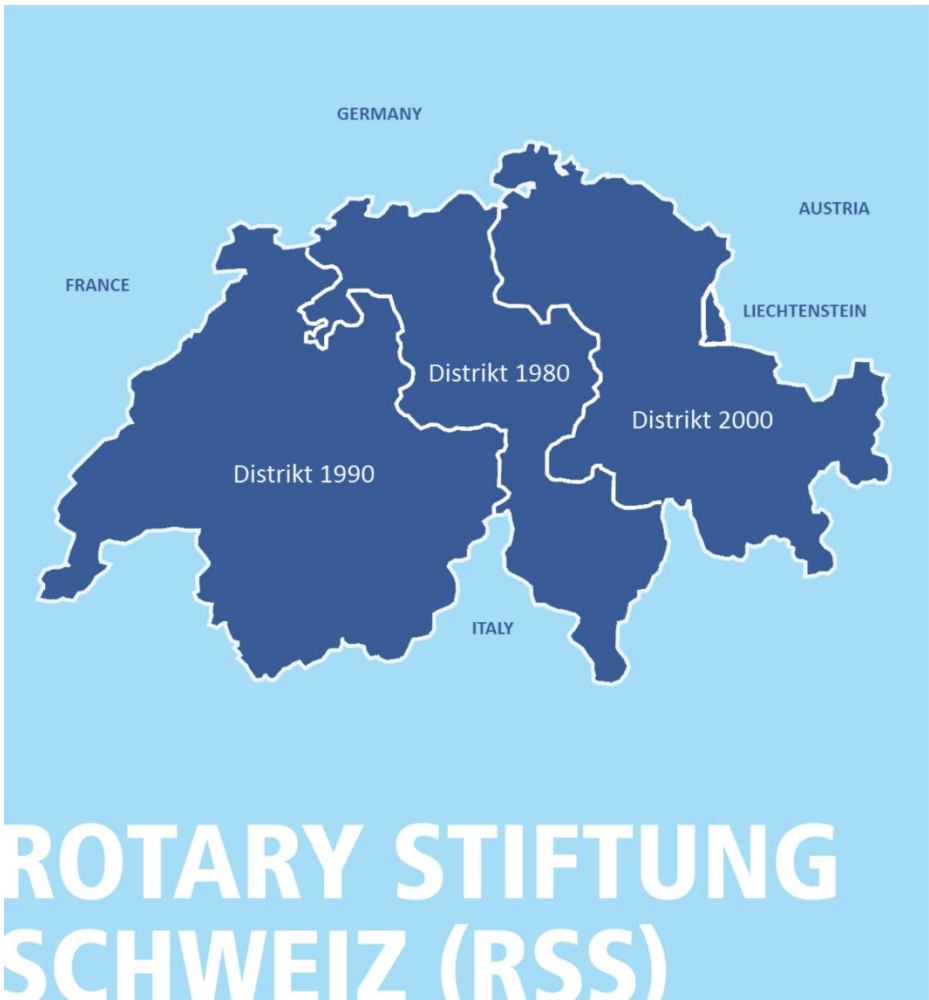 GERMANY
AUSTRIA
FRANCE
LIECHTENSTEIN
Distrikt 1980
Distrikt 2000
Distrikt 1990
ITALY
ROTARY STIFTUNG
SCHWEIZ (RSS)